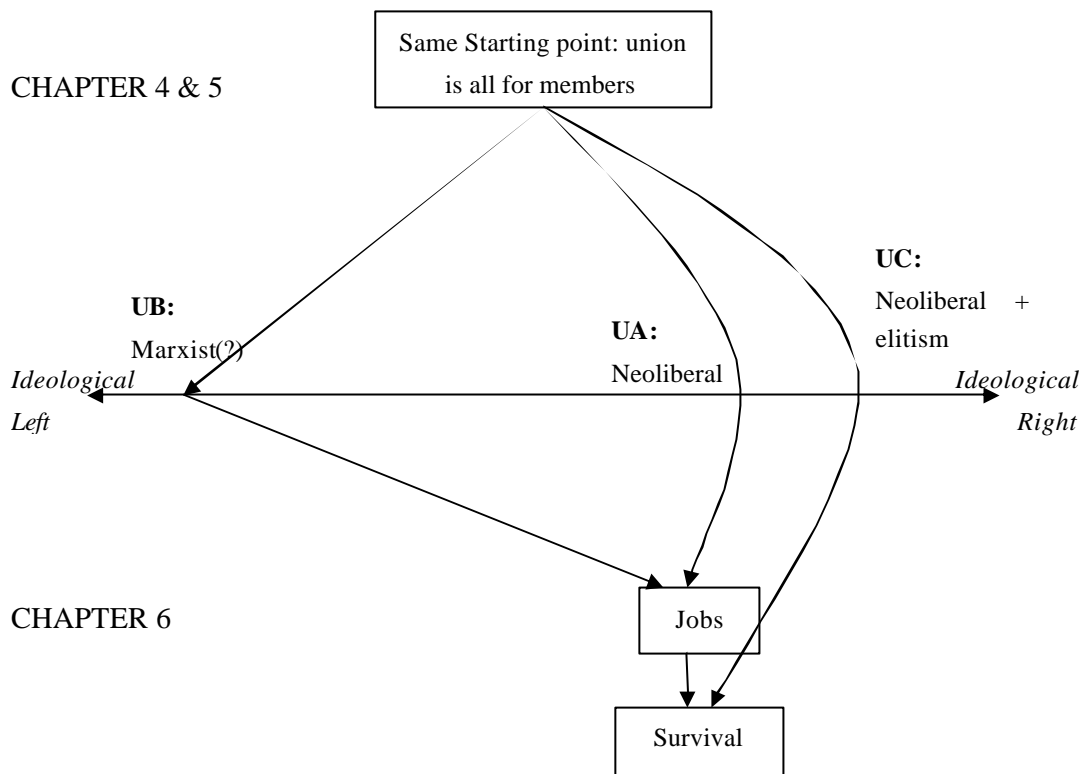 Same Starting point: union
is all for members
CHAPTER 4 & 5
UC:
Neoliberal +
elitism
UB:
Marxist(?)
UA:
Neoliberal
Ideological
Left
Ideological
Right
CHAPTER 6
Jobs
Survival